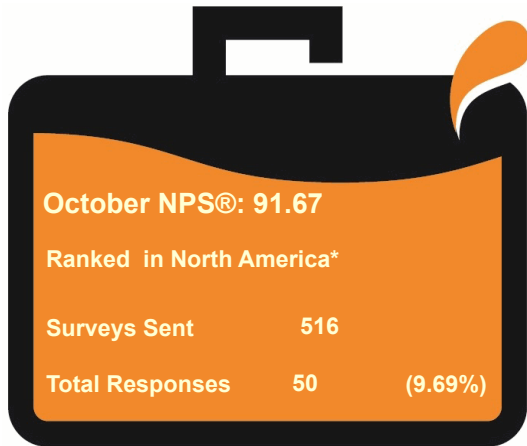 October NPS®: 91.67
Ranked in North America*
Surveys Sent 516
Total Responses 50 (9.69%)